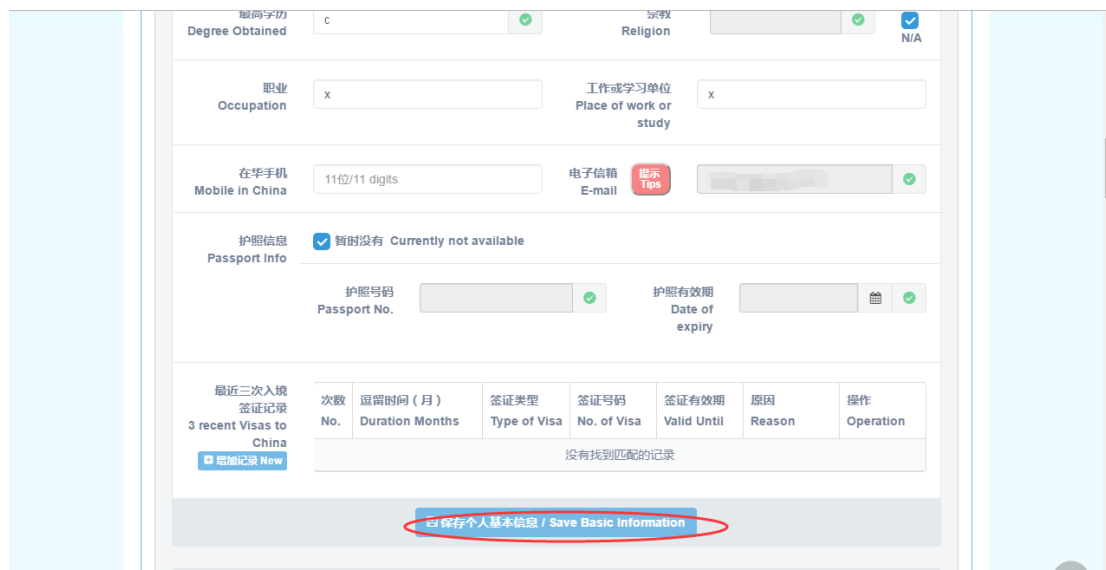 最高学历
Degree Obtained
c
宗教
Religion
N/A
职业
Occupation
x
工作或学习单位
Place of work or
study
x
在华手机
Mobile in China
11位/11 digits
电子信箱
E-mail
提示
Tips
护照信息
Passport Info
暂时没有 Currently not available
护照号码
Passport No.
护照有效期
Date of
expiry
最近三次入境
签证记录
3 recent Visas to
China
增加记录 New
次数 逗留时间(月) 签证类型 签证号码 签证有效期 原因 操作
No. Duration Months Type of Visa No. of Visa Valid Until Reason Operation
没有找到匹配的记录
保存个人基本信息 / Save Basic Information